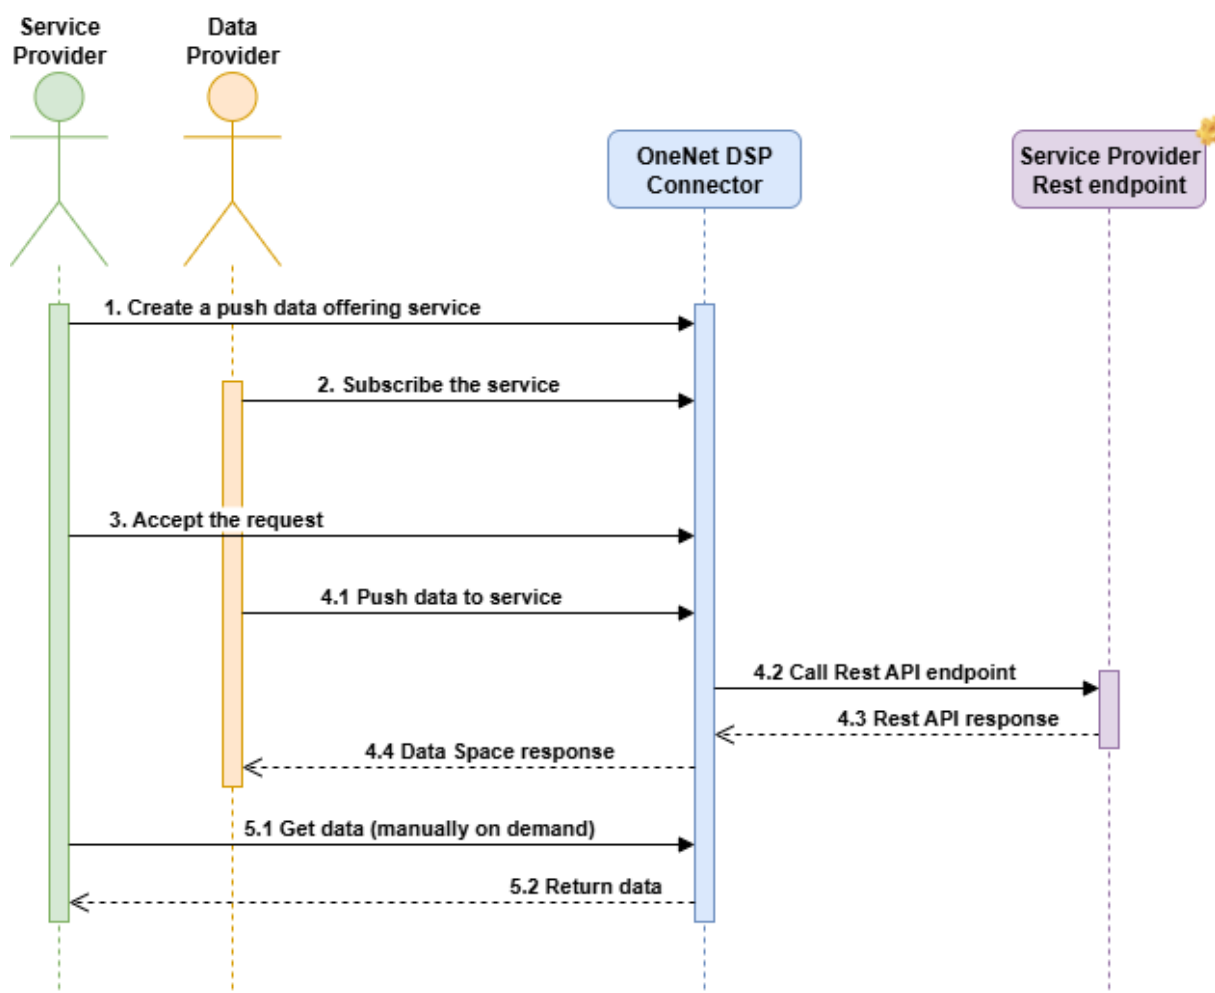 Service
Provider
Data
Provider
OneNet DSP
Connector
Service Provider
Rest endpoint
1. Create a push data offering service
2. Subscribe the service
3. Accept the request
4.1 Push data to service
4.2 Call Rest API endpoint
4.3 Rest API response
4.4 Data Space response
5.1 Get data (manually on demand)
5.2 Return data